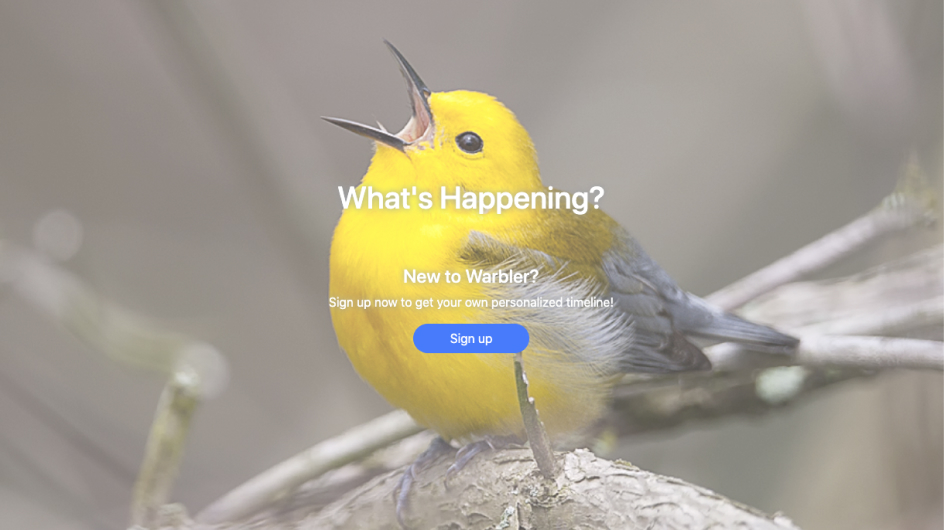 What's Happening?
New to Warbler?
Sign up now to get your own personalized timeline!
Sign up